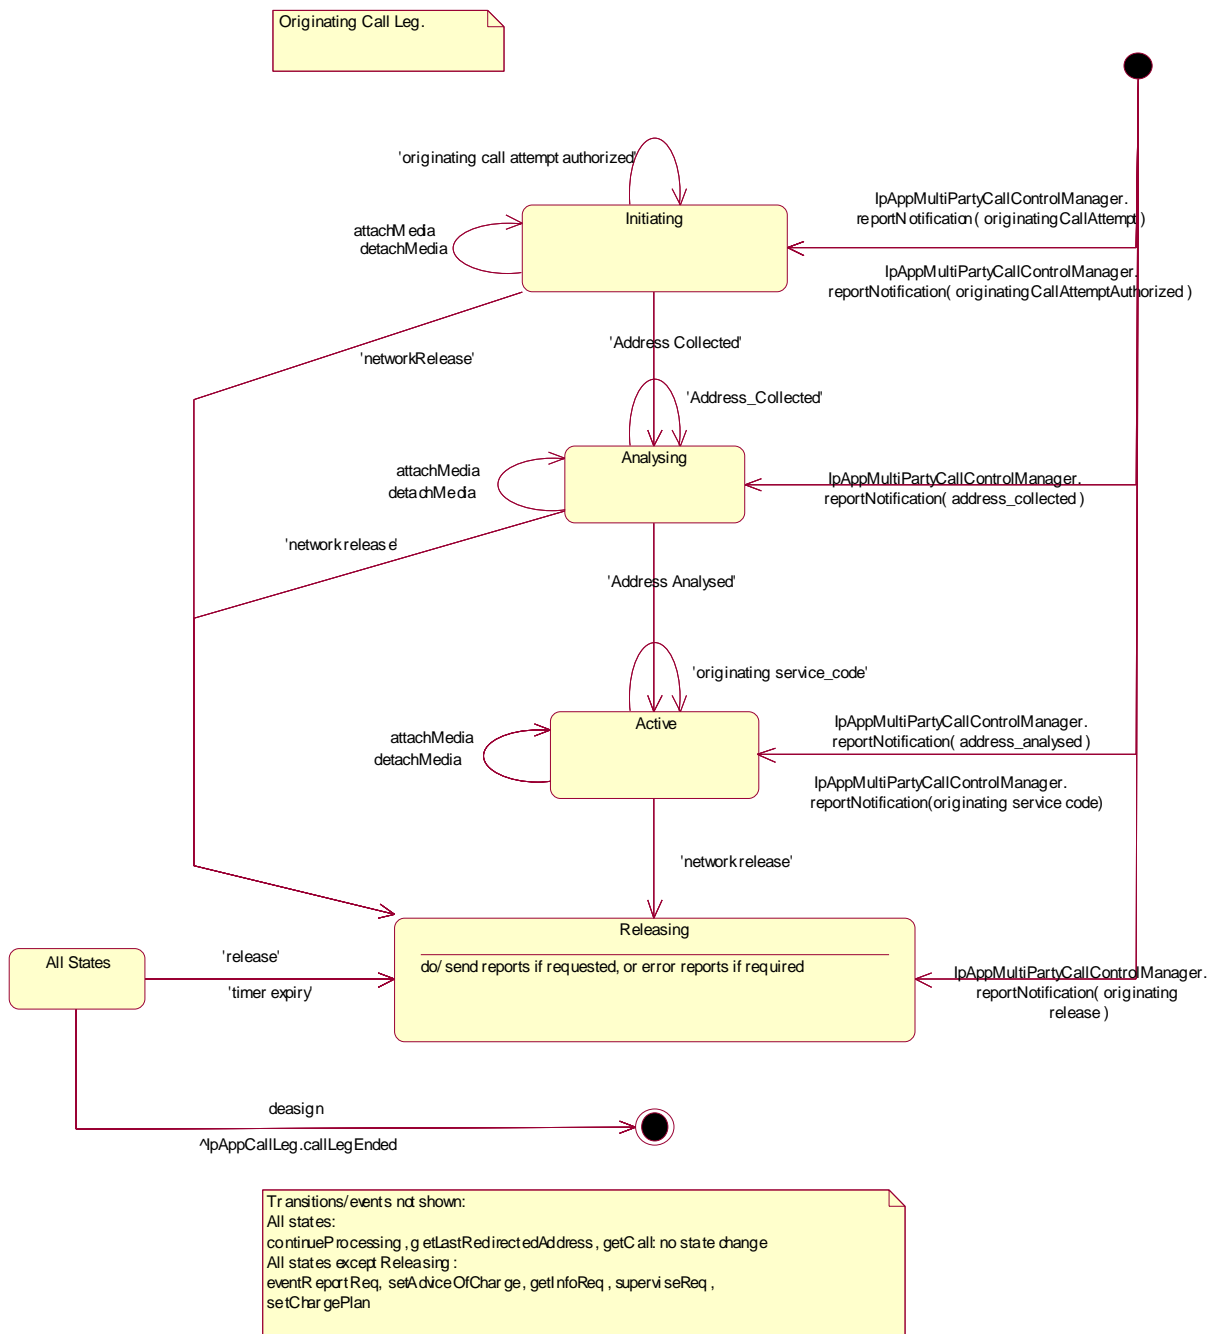 Originating Call Leg.
'originating call attempt authorized'
IpAppMultiPartyCallControlManager.
reportNotification( originatingCallAttempt )
Initiating
attachMedia
detachMedia
IpAppMultiPartyCallControlManager.
reportNotification( originatingCallAttemptAuthorized )
'Address Collected'
'networkRelease'
'Address_Collected'
Analysing
attachMedia
detachMedia
IpAppMultiPartyCallControlManager.
reportNotification( address_collected )
'network release'
'Address Analysed'
'originating service_code'
Active
attachMedia
detachMedia
IpAppMultiPartyCallControlManager.
reportNotification( address_analysed )
IpAppMultiPartyCallControlManager.
reportNotification(originating service code)
'network release'
Releasing
do/ send reports if requested, or error reports if required
All States
'release'
'timer expiry'
IpAppMultiPartyCallControlManager.
reportNotification( originating
release )
deasign
^IpAppCallLeg.callLegEnded
Transitions/events not shown:
All states:
continueProcessing, getLastRedirectedAddress, getCall: no state change
All states except Releasing :
eventReportReq, setAdviceOfCharge, getInfoReq, superviseReq,
setChargePlan